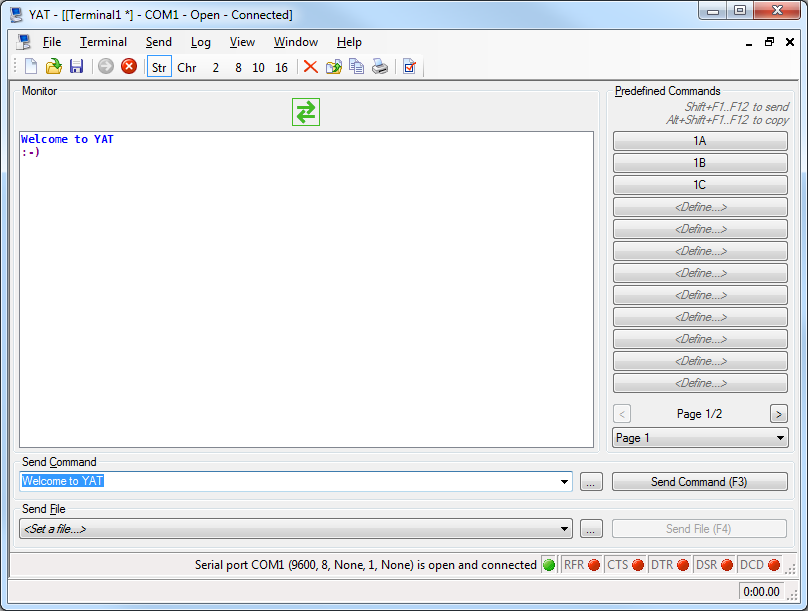 YAT - [[Terminal1 *] - COM1 - Open - Connected]
File Terminal Send Log View Window Help
Str Chr 2 8 10 16
Monitor
Welcome to YAT
:-)
Predefined Commands
Shift+F1..F12 to send
Alt+Shift+F1..F12 to copy
1A
1B
1C
<Define...>
<Define...>
<Define...>
<Define...>
<Define...>
<Define...>
<Define...>
<Define...>
<Define...>
< Page 1/2 >
Page 1
Send Command
Welcome to YAT ... Send Command (F3)
Send File
<Set a file...> ... Send File (F4)
Serial port COM1 (9600, 8, None, 1, None) is open and connected RFR CTS DTR DSR DCD
0:00.00